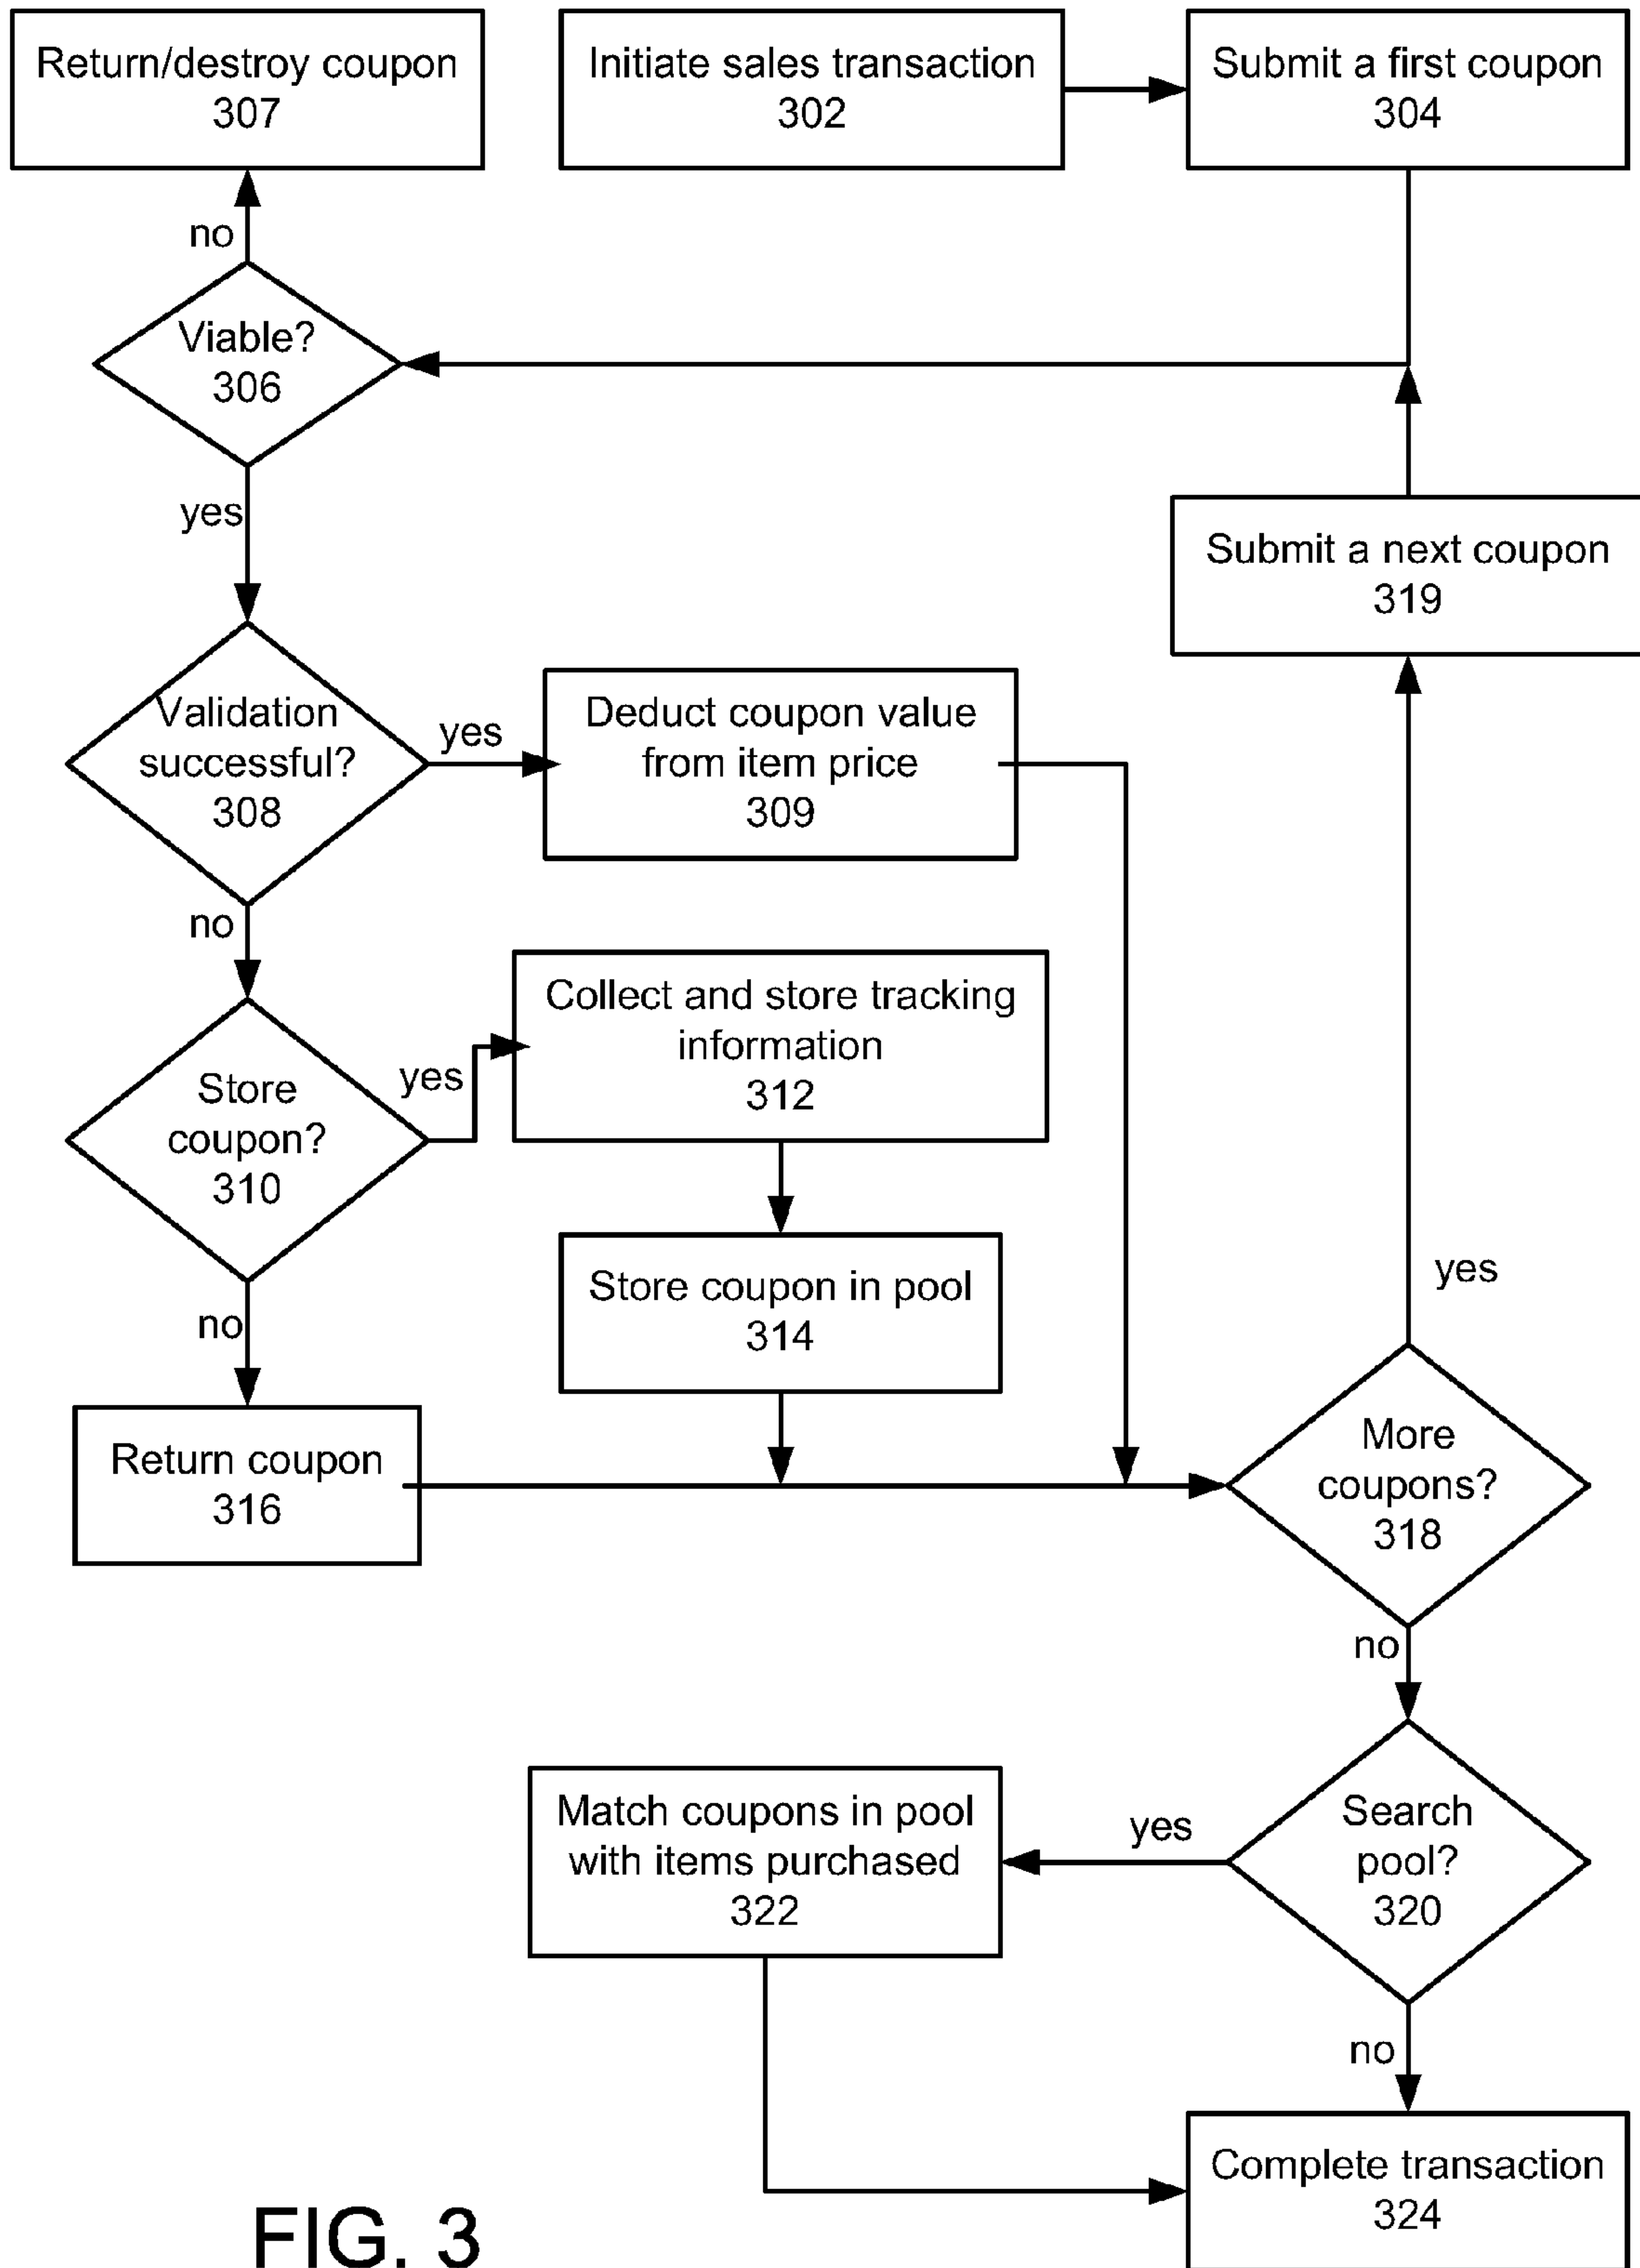 Return/destroy coupon
307
Initiate sales transaction
302
Submit a first coupon
304
no
Viable?
306
yes
Submit a next coupon
319
Validation
successful?
308
yes
Deduct coupon value
from item price
309
no
Collect and store tracking
information
312
Store
coupon?
310
yes
Store coupon in pool
314
yes
no
Return coupon
316
More
coupons?
318
no
Match coupons in pool
with items purchased
322
yes
Search
pool?
320
no
Complete transaction
324
FIG. 3